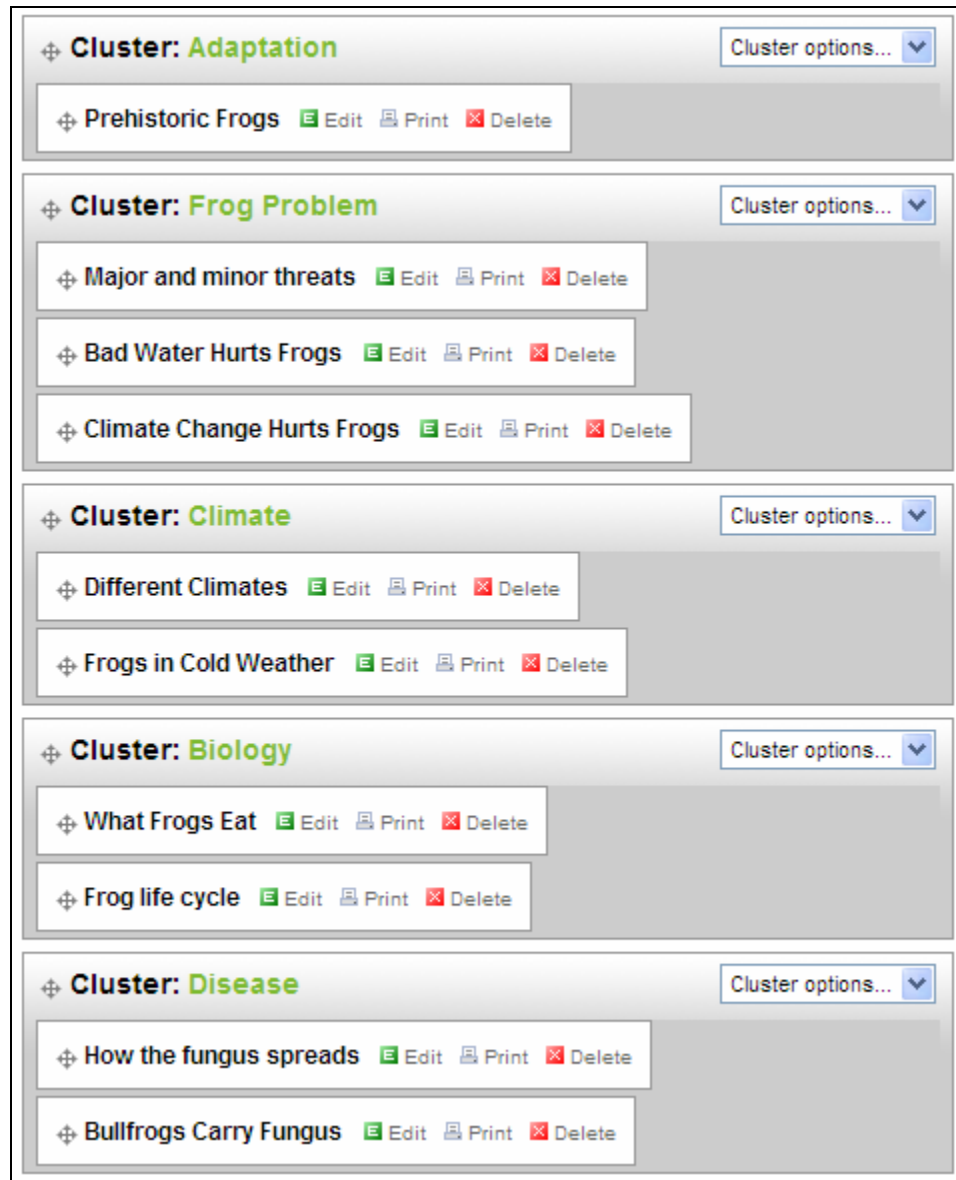 Cluster: Adaptation Cluster options...
Prehistoric Frogs E Edit Print Delete
Cluster: Frog Problem Cluster options...
Major and minor threats E Edit Print Delete
Bad Water Hurts Frogs E Edit Print Delete
Climate Change Hurts Frogs E Edit Print Delete
Cluster: Climate Cluster options...
Different Climates E Edit Print Delete
Frogs in Cold Weather E Edit Print Delete
Cluster: Biology Cluster options...
What Frogs Eat E Edit Print Delete
Frog life cycle E Edit Print Delete
Cluster: Disease Cluster options...
How the fungus spreads E Edit Print Delete
Bullfrogs Carry Fungus E Edit Print Delete